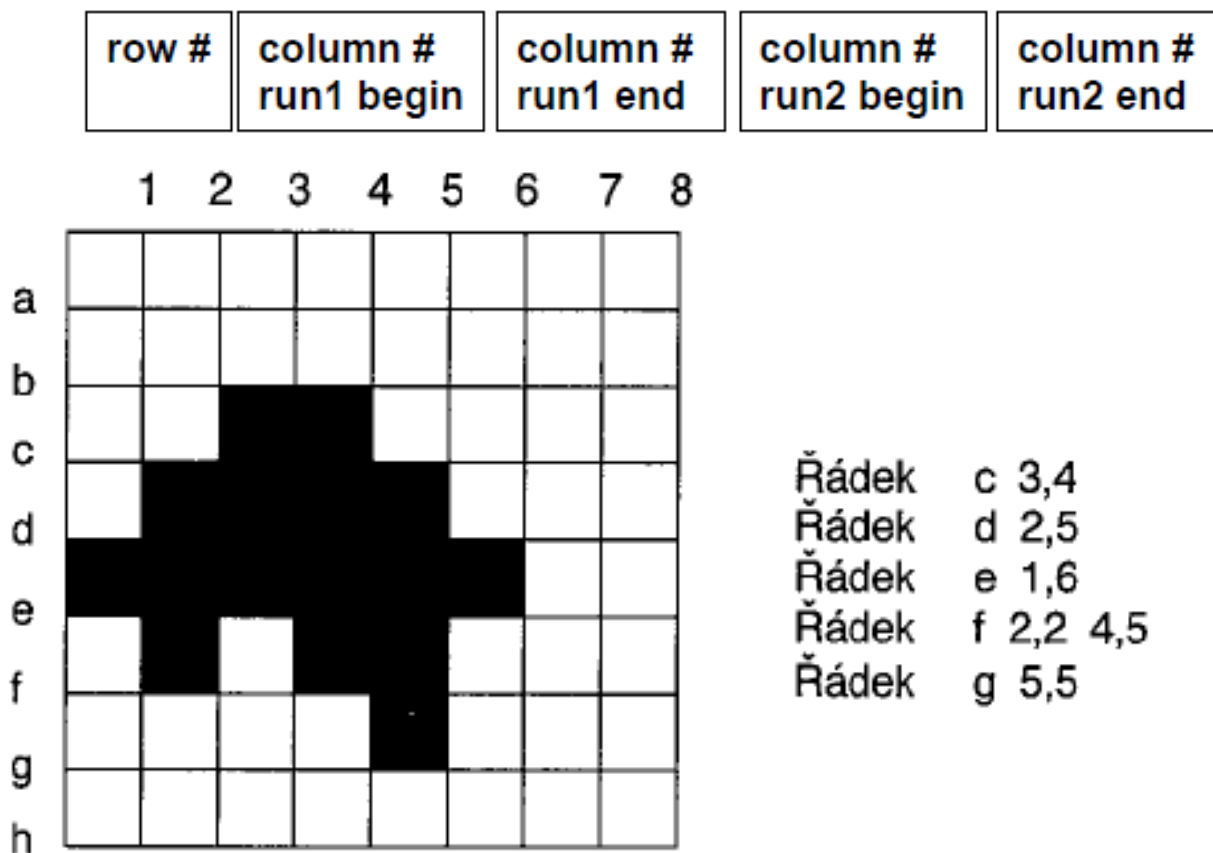 row # column # column # column # column #
run1 begin run1 end run2 begin run2 end
1 2 3 4 5 6 7 8
a
b
c
Řádek c 3,4
d
Řádek d 2,5
Řádek e 1,6
e
Řádek f 2,2 4,5
f
Řádek g 5,5
g
h